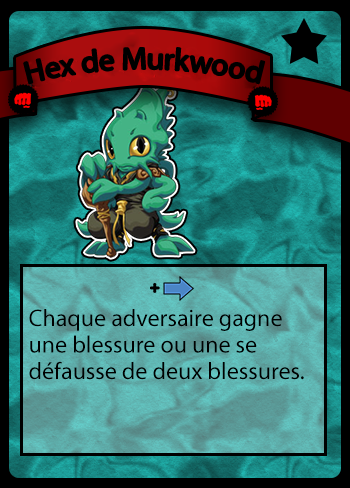 Hex de Murkwood
+
Chaque adversaire gagne
une blessure ou une se
défausse de deux blessures.